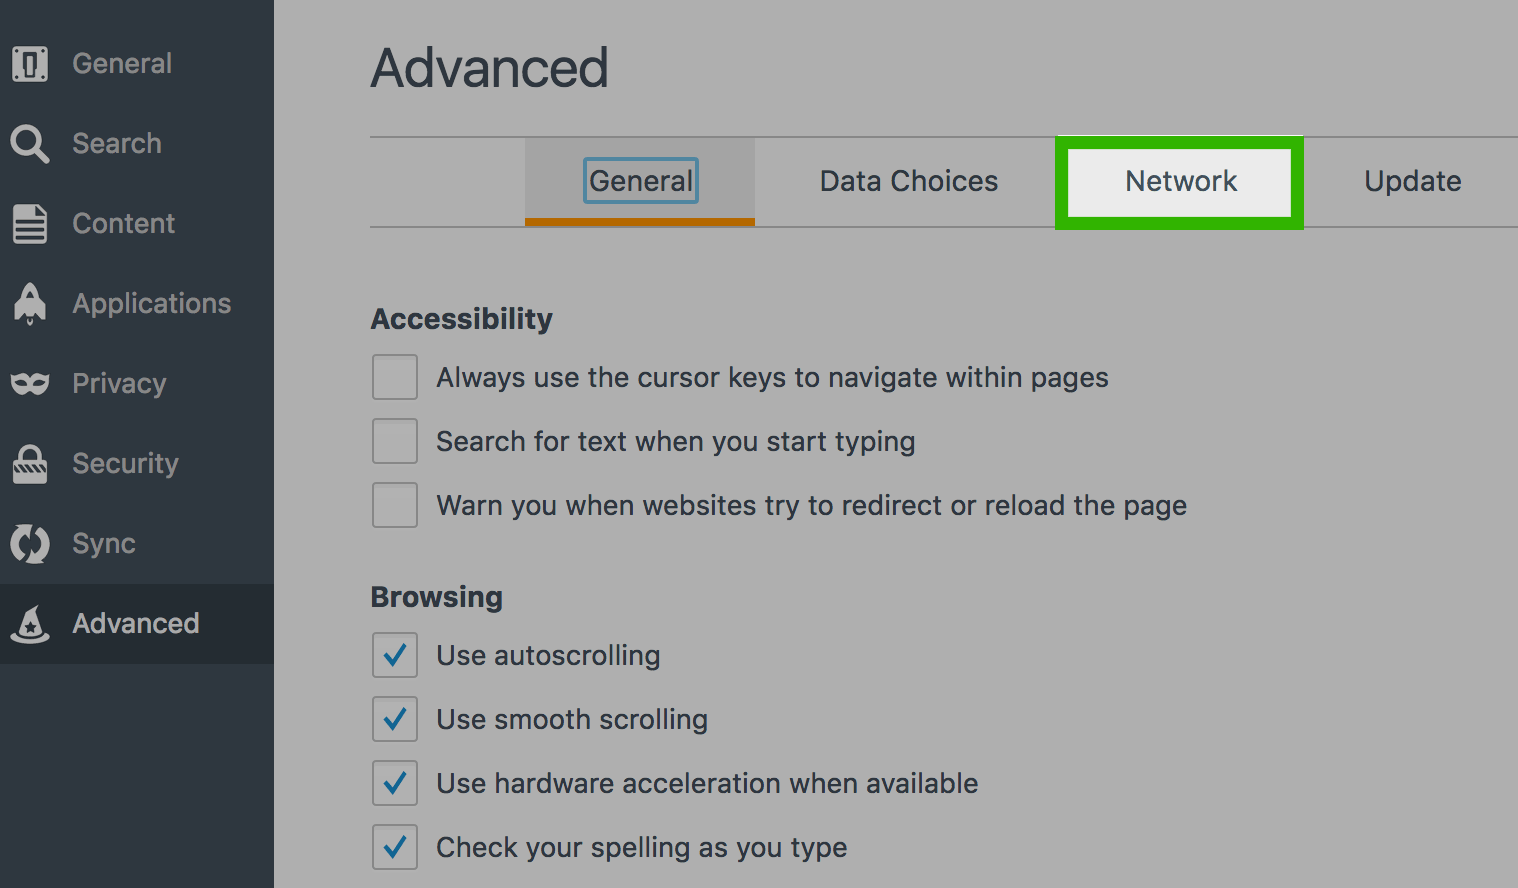 General
Search
Content
Applications
Privacy
Security
Sync
Advanced
Advanced
General Data Choices Network Update
Accessibility
Always use the cursor keys to navigate within pages
Search for text when you start typing
Warn you when websites try to redirect or reload the page
Browsing
Use autoscrolling
Use smooth scrolling
Use hardware acceleration when available
Check your spelling as you type